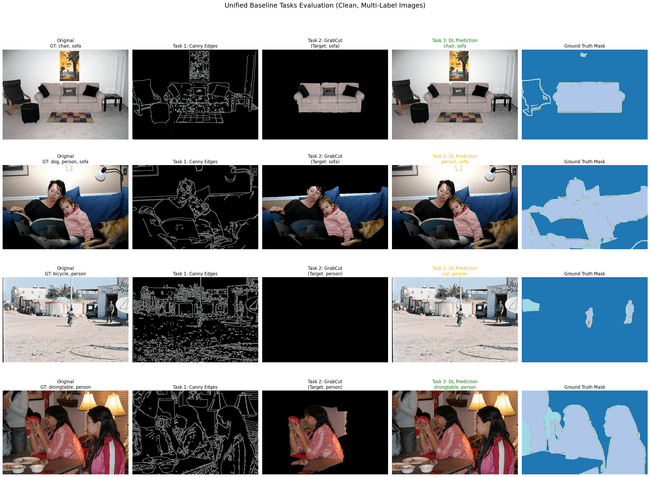 Unified Baseline Tasks Evaluation (Clean, Multi-Label Images)
Original
GT: chair, sofa
Task 1: Canny Edges
Task 2: GrabCut
(Target: sofa)
Task 3: DL Prediction
chair, sofa
Ground Truth Mask
Original
GT: dog, person, sofa
Task 1: Canny Edges
Task 2: GrabCut
(Target: sofa)
Task 3: DL Prediction
person, sofa
Ground Truth Mask
Original
GT: bicycle, person
Task 1: Canny Edges
Task 2: GrabCut
(Target: person)
Task 3: DL Prediction
car, person
Ground Truth Mask
Original
GT: diningtable, person
Task 1: Canny Edges
Task 2: GrabCut
(Target: person)
Task 3: DL Prediction
diningtable, person
Ground Truth Mask